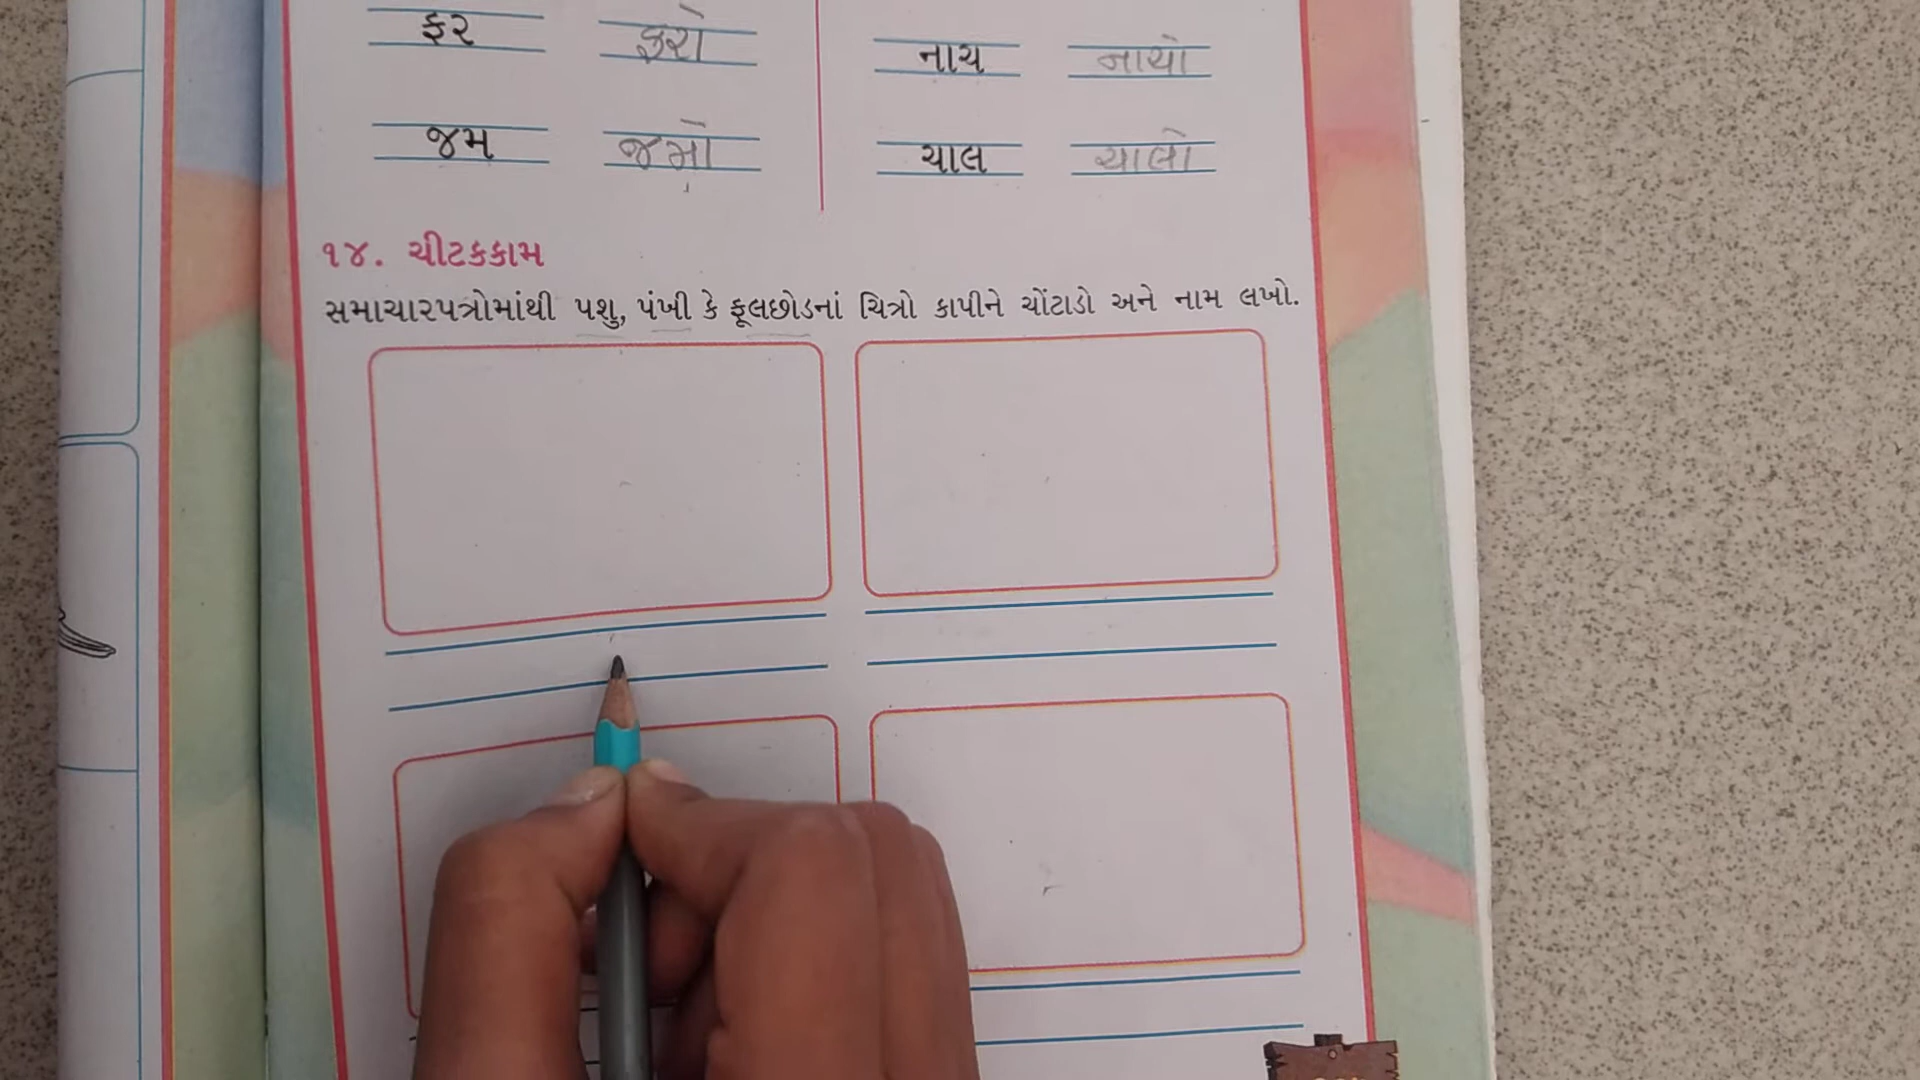 ફર ફરો નાચ નાચો
જમ જમો ચાલ ચાલો
૧૪. ચીટકકામ
સમાચારપત્રોમાંથી પશુ, પંખી કે ફૂલછોડનાં ચિત્રો કાપીને ચોંટાડો અને નામ લખો.